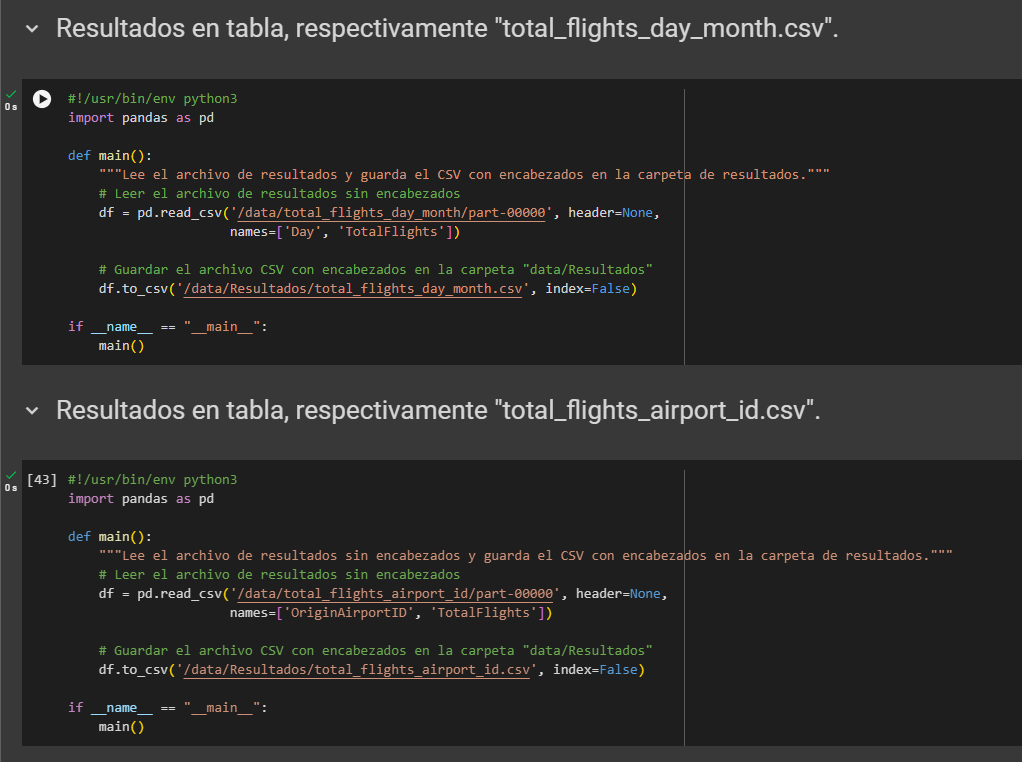 Resultados en tabla, respectivamente "total_flights_day_month.csv".
0s
#!/usr/bin/env python3
import pandas as pd
def main():
"""Lee el archivo de resultados y guarda el CSV con encabezados en la carpeta de resultados."""
# Leer el archivo de resultados sin encabezados
df = pd.read_csv('/data/total_flights_day_month/part-00000', header=None,
names=['Day', 'TotalFlights'])
# Guardar el archivo CSV con encabezados en la carpeta "data/Resultados"
df.to_csv('/data/Resultados/total_flights_day_month.csv', index=False)
if __name__ == "__main__":
main()
Resultados en tabla, respectivamente "total_flights_airport_id.csv".
0s
[43] #!/usr/bin/env python3
import pandas as pd
def main():
"""Lee el archivo de resultados sin encabezados y guarda el CSV con encabezados en la carpeta de resultados."""
# Leer el archivo de resultados sin encabezados
df = pd.read_csv('/data/total_flights_airport_id/part-00000', header=None,
names=['OriginAirportID', 'TotalFlights'])
# Guardar el archivo CSV con encabezados en la carpeta "data/Resultados"
df.to_csv('/data/Resultados/total_flights_airport_id.csv', index=False)
if __name__ == "__main__":
main()